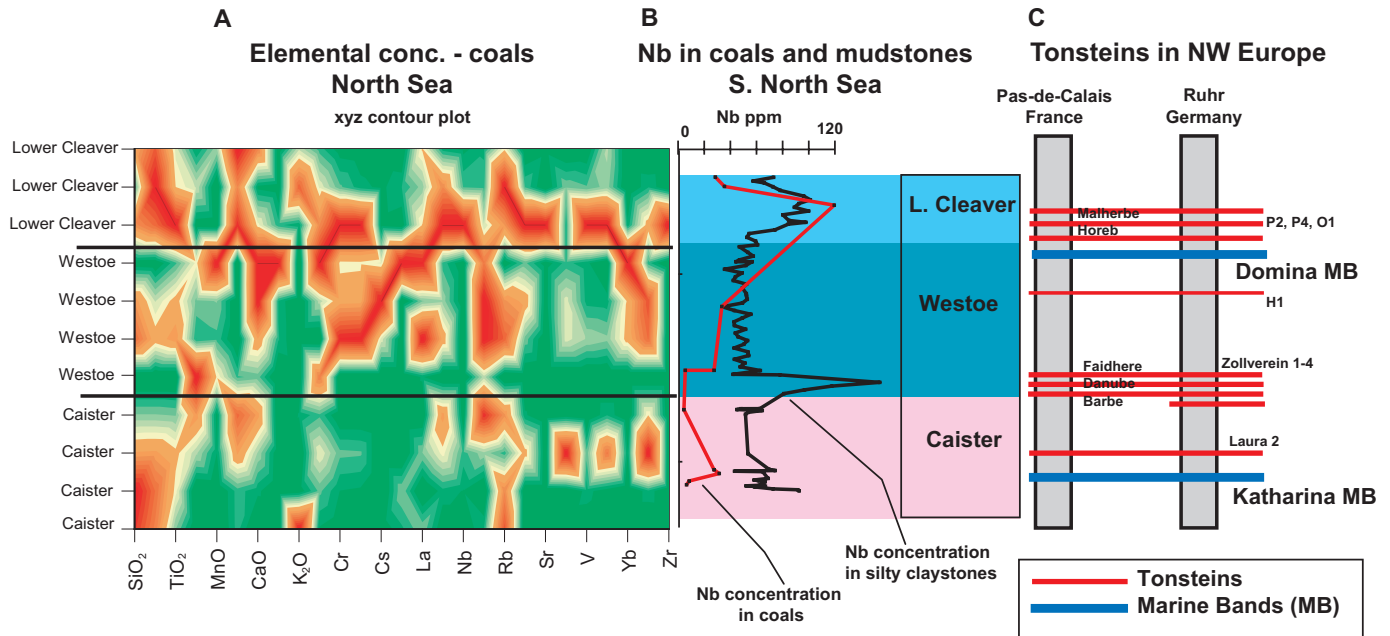 A
Elemental conc. - coals
North Sea
xyz contour plot
Lower Cleaver
Lower Cleaver
Lower Cleaver
Westoe
Westoe
Westoe
Westoe
Caister
Caister
Caister
Caister
SiO₂
TiO₂
MnO
CaO
K₂O
Cr
Cs
La
Nb
Rb
Sr
V
Yb
Zr
B
Nb in coals and mudstones
S. North Sea
Nb ppm
0
120
L. Cleaver
Westoe
Caister
Nb concentration
in silty claystones
Nb concentration
in coals
C
Tonsteins in NW Europe
Pas-de-Calais
France
Ruhr
Germany
Malherbe
P2, P4, O1
Horeb
Domina MB
H1
Faidhere
Zollverein 1-4
Danube
Barbe
Laura 2
Katharina MB
Tonsteins
Marine Bands (MB)